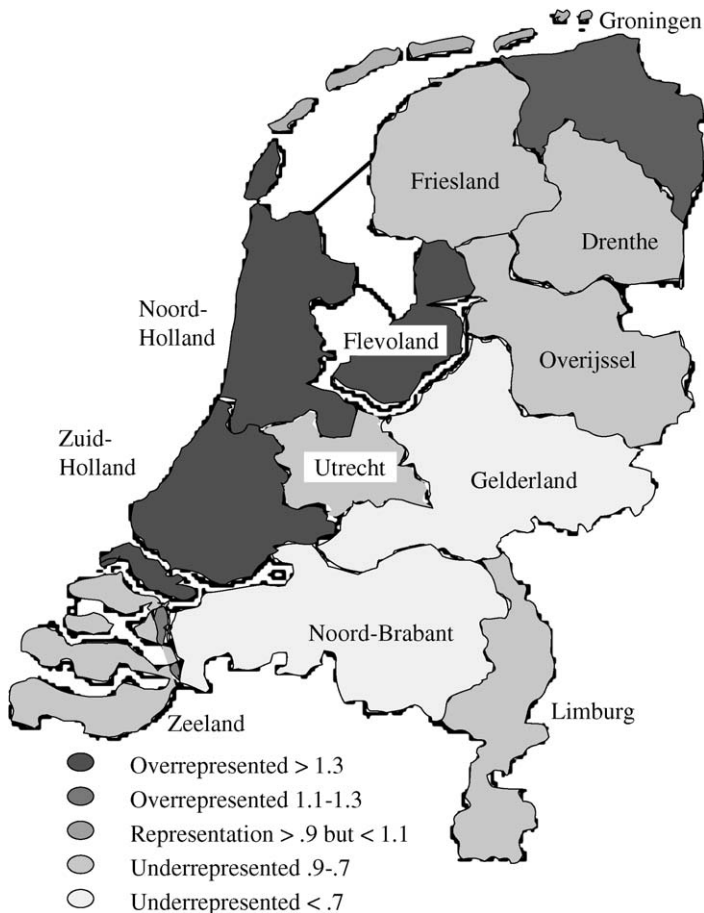 Groningen
Friesland
Drenthe
Noord-
Holland
Flevoland
Overijssel
Zuid-
Holland
Utrecht
Gelderland
Noord-Brabant
Zeeland
Limburg
Overrepresented > 1.3
Overrepresented 1.1-1.3
Representation > .9 but < 1.1
Underrepresented .9-.7
Underrepresented < .7